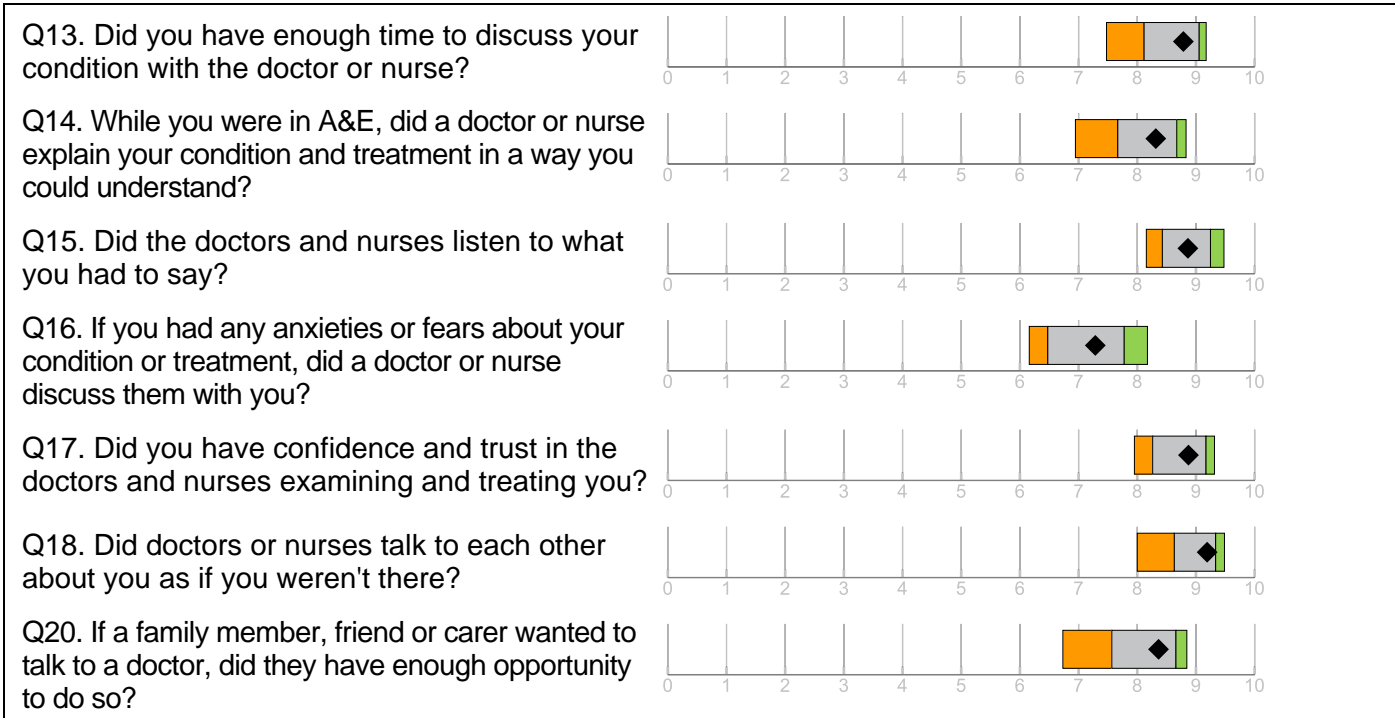 Q13. Did you have enough time to discuss your
condition with the doctor or nurse?
0 1 2 3 4 5 6 7 8 9 10
Q14. While you were in A&E, did a doctor or nurse
explain your condition and treatment in a way you
could understand?
0 1 2 3 4 5 6 7 8 9 10
Q15. Did the doctors and nurses listen to what
you had to say?
0 1 2 3 4 5 6 7 8 9 10
Q16. If you had any anxieties or fears about your
condition or treatment, did a doctor or nurse
discuss them with you?
0 1 2 3 4 5 6 7 8 9 10
Q17. Did you have confidence and trust in the
doctors and nurses examining and treating you?
0 1 2 3 4 5 6 7 8 9 10
Q18. Did doctors or nurses talk to each other
about you as if you weren't there?
0 1 2 3 4 5 6 7 8 9 10
Q20. If a family member, friend or carer wanted to
talk to a doctor, did they have enough opportunity
to do so?
0 1 2 3 4 5 6 7 8 9 10